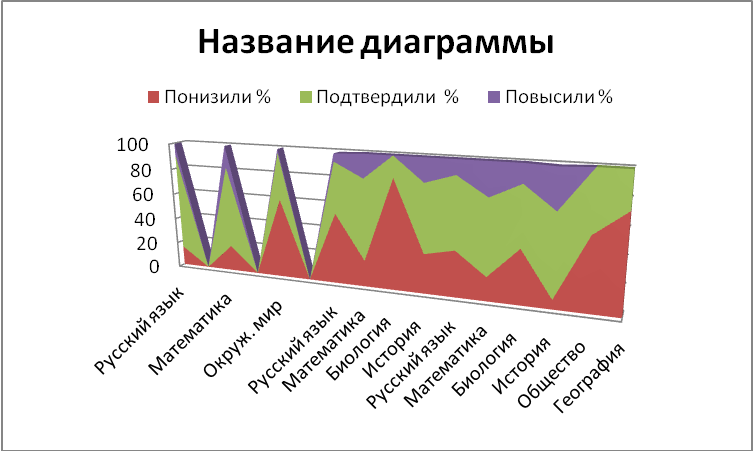 Название диаграммы
Понизили %
Подтвердили %
Повысили %
100
80
60
40
20
0
Русский язык
Математика
Окруж. мир
Русский язык
Математика
Биология
История
Русский язык
Математика
Биология
История
Общество
География